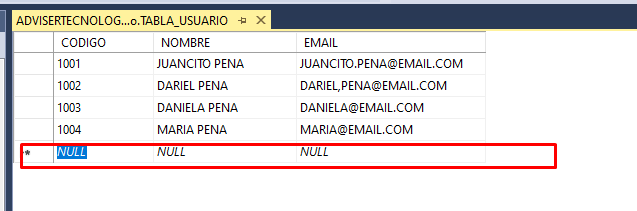 ADVISERTECNOLOG...o.TABLA_USUARIO
CODIGO NOMBRE EMAIL
1001 JUANCITO PENA JUANCITO.PENA@EMAIL.COM
1002 DARIEL PENA DARIEL,PENA@EMAIL.COM
1003 DANIELA PENA DANIELA@EMAIL.COM
1004 MARIA PENA MARIA@EMAIL.COM
* NULL NULL NULL